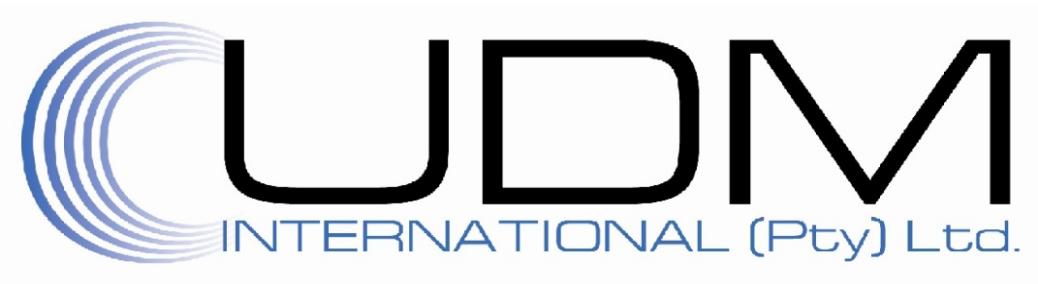 UDM
INTERNATIONAL (Pty) Ltd.